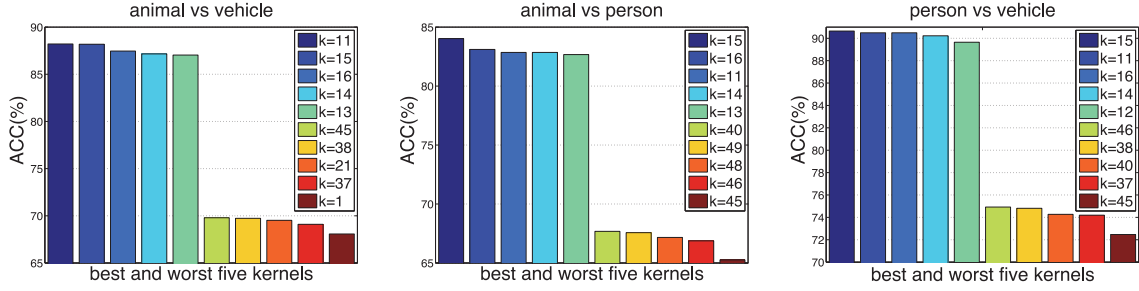 animal vs vehicle
90
85
80
75
70
65
ACC(%)
k=11
k=15
k=16
k=14
k=13
k=45
k=38
k=21
k=37
k=1
best and worst five kernels
animal vs person
85
80
75
70
65
ACC(%)
k=15
k=16
k=11
k=14
k=13
k=40
k=49
k=48
k=46
k=45
best and worst five kernels
person vs vehicle
90
88
86
84
82
80
78
76
74
72
70
ACC(%)
k=15
k=11
k=16
k=14
k=12
k=46
k=38
k=40
k=37
k=45
best and worst five kernels